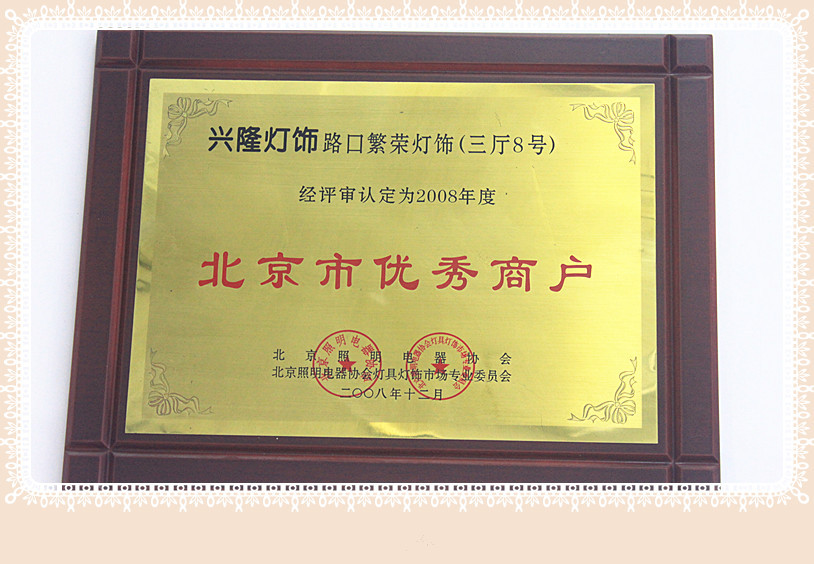 兴隆灯饰 路口繁荣灯饰(三厅8号)
经评审认定为2008年度
北京市优秀商户
北京照明电器协会
北京照明电器协会灯具灯饰市场专业委员会
二〇〇八年十二月